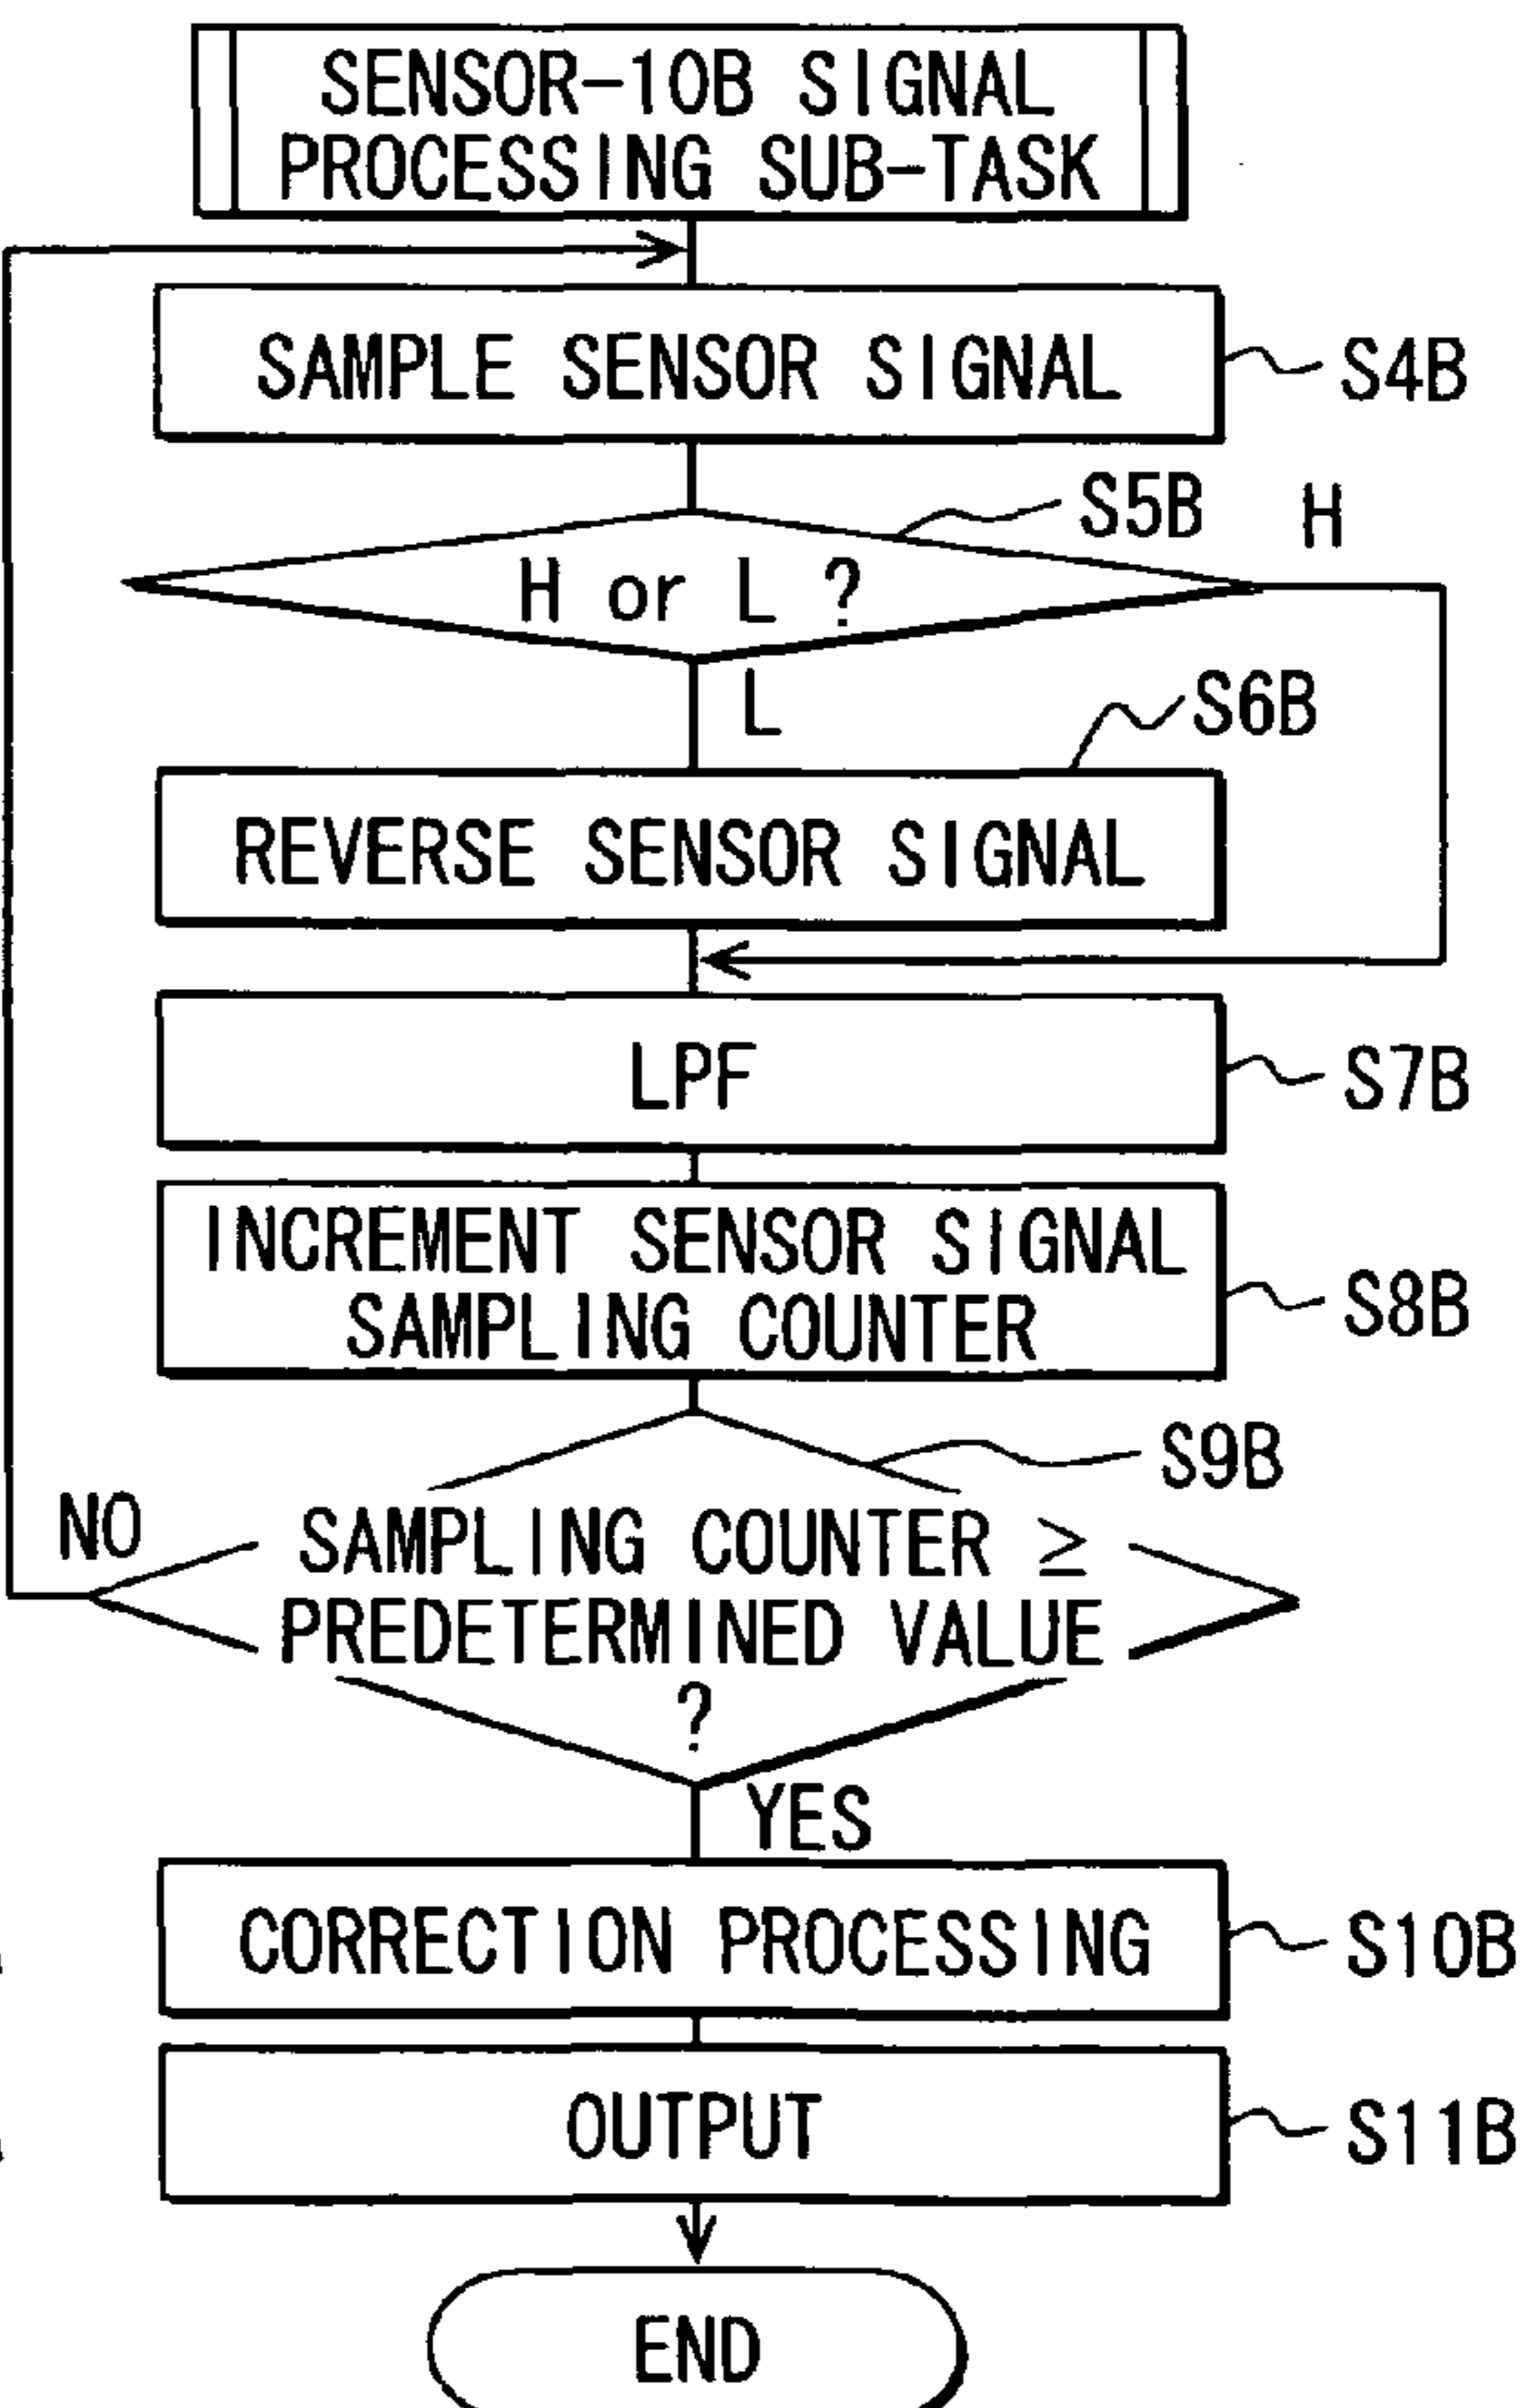 SENSOR-10B SIGNAL
PROCESSING SUB-TASK
SAMPLE SENSOR SIGNAL
S4B
S5B
H
H or L ?
L
S6B
REVERSE SENSOR SIGNAL
LPF
S7B
INCREMENT SENSOR SIGNAL
SAMPLING COUNTER
S8B
S9B
NO
SAMPLING COUNTER ≥
PREDETERMINED VALUE
?
YES
CORRECTION PROCESSING
S10B
OUTPUT
S11B
END